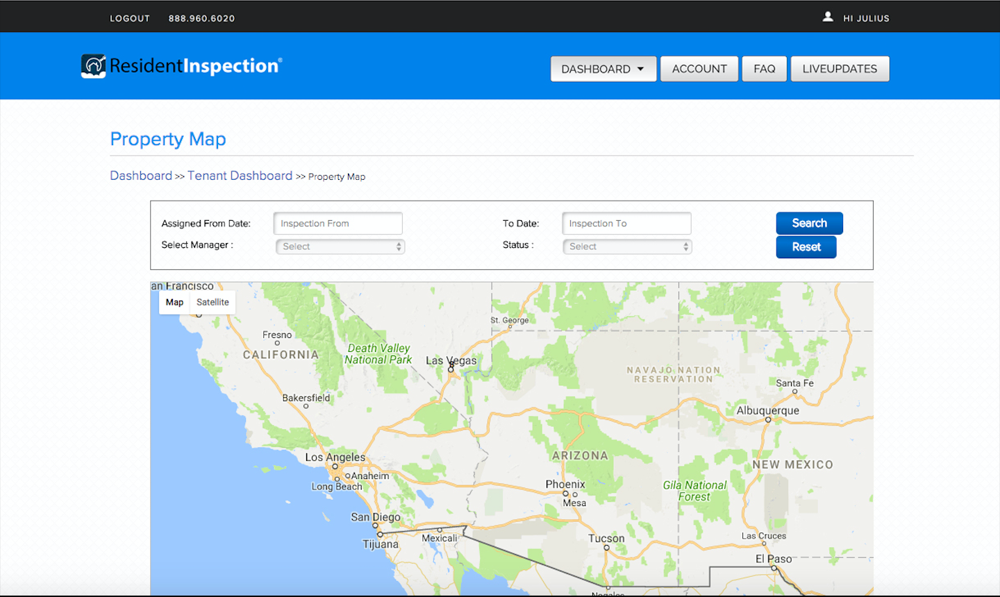 LOGOUT 888.960.6020 HI JULIUS
ResidentInspection®
DASHBOARD ACCOUNT FAQ LIVEUPDATES
Property Map
Dashboard >> Tenant Dashboard >> Property Map
Assigned From Date: Inspection From To Date: Inspection To Search
Select Manager : Select Status : Select Reset
an Francisco
Map Satellite
St. George
Fresno
CALIFORNIA
Death Valley
National Park
Las Vegas
NAVAJO NATION
RESERVATION
Santa Fe
Bakersfield
Albuquerque
Los Angeles
ARIZONA
NEW MEXICO
Anaheim
Long Beach
Phoenix
Mesa
Gila National
Forest
San Diego
Tijuana
Mexicali
Tucson
Las Cruces
El Paso
Nogales